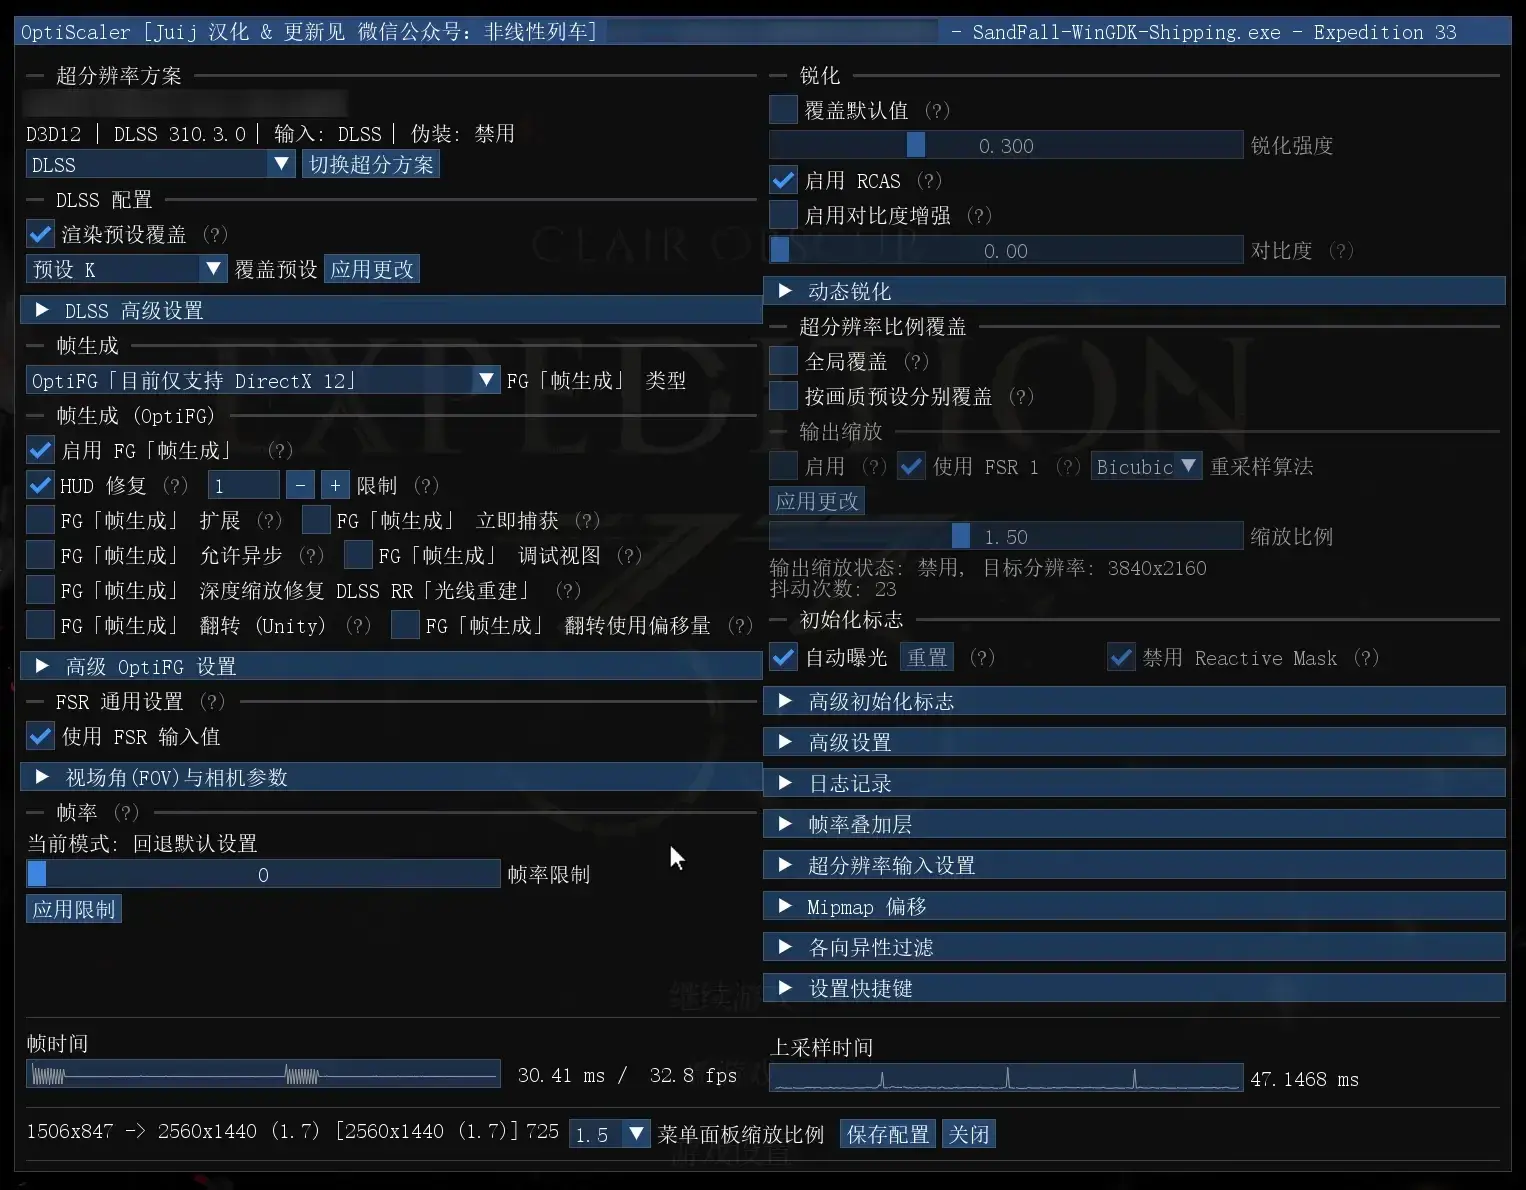 OptiScaler [Juij 汉化 & 更新见 微信公众号：非线性列车]
- SandFall-WinGDK-Shipping.exe - Expedition 33
超分辨率方案
D3D12 | DLSS 310.3.0 | 输入: DLSS | 伪装: 禁用
DLSS 切换超分方案
DLSS 配置
渲染预设覆盖 (?)
预设 K 覆盖预设 应用更改
DLSS 高级设置
帧生成
OptiFG「目前仅支持 DirectX 12」 FG「帧生成」 类型
帧生成 (OptiFG)
启用 FG「帧生成」 (?)
HUD 修复 (?) 1 - + 限制 (?)
FG「帧生成」 扩展 (?) FG「帧生成」 立即捕获 (?)
FG「帧生成」 允许异步 (?) FG「帧生成」 调试视图 (?)
FG「帧生成」 深度缩放修复 DLSS RR「光线重建」 (?)
FG「帧生成」 翻转 (Unity) (?) FG「帧生成」 翻转使用偏移量 (?)
高级 OptiFG 设置
FSR 通用设置 (?)
使用 FSR 输入值
视场角(FOV)与相机参数
帧率 (?)
当前模式: 回退默认设置
0 帧率限制
应用限制
锐化
覆盖默认值 (?)
0.300 锐化强度
启用 RCAS (?)
启用对比度增强 (?)
0.00 对比度 (?)
动态锐化
超分辨率比例覆盖
全局覆盖 (?)
按画质预设分别覆盖 (?)
输出缩放
启用 (?) 使用 FSR 1 (?) Bicubic 重采样算法
应用更改
1.50 缩放比例
输出缩放状态: 禁用, 目标分辨率: 3840x2160
抖动次数: 23
初始化标志
自动曝光 重置 (?) 禁用 Reactive Mask (?)
高级初始化标志
高级设置
日志记录
帧率叠加层
超分辨率输入设置
Mipmap 偏移
各向异性过滤
设置快捷键
帧时间
30.41 ms / 32.8 fps
上采样时间
47.1468 ms
1506x847 -> 2560x1440 (1.7) [2560x1440 (1.7)] 725 1.5 菜单面板缩放比例 保存配置 关闭
CLAIR OBSCUR
EXPEDITION
继续游戏
游戏设置